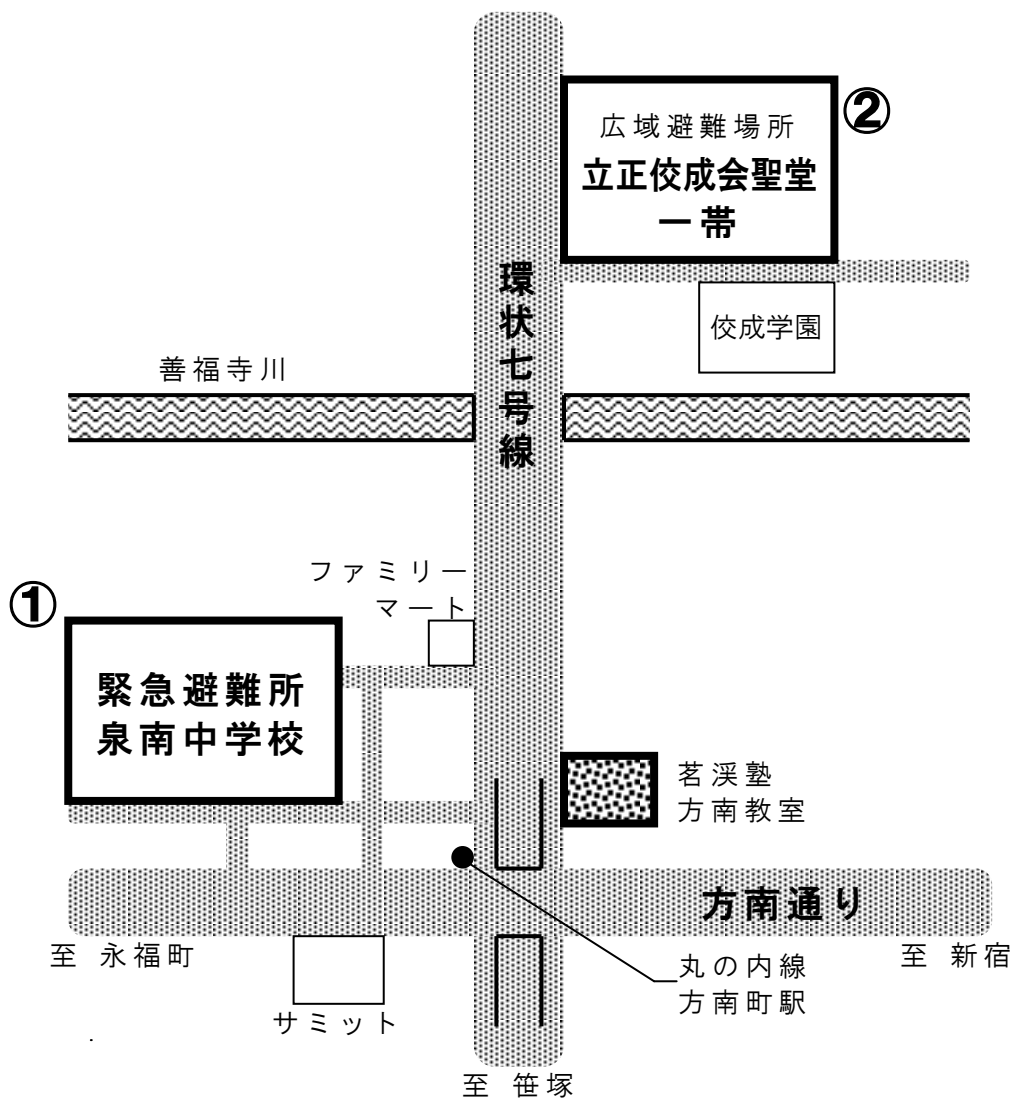 ②
広域避難場所
立正佼成会聖堂
一帯
環状七号線
佼成学園
善福寺川
ファミリー
マート
①
緊急避難所
泉南中学校
茗渓塾
方南教室
方南通り
至 永福町
至 新宿
丸の内線
方南町駅
サミット
至 笹塚